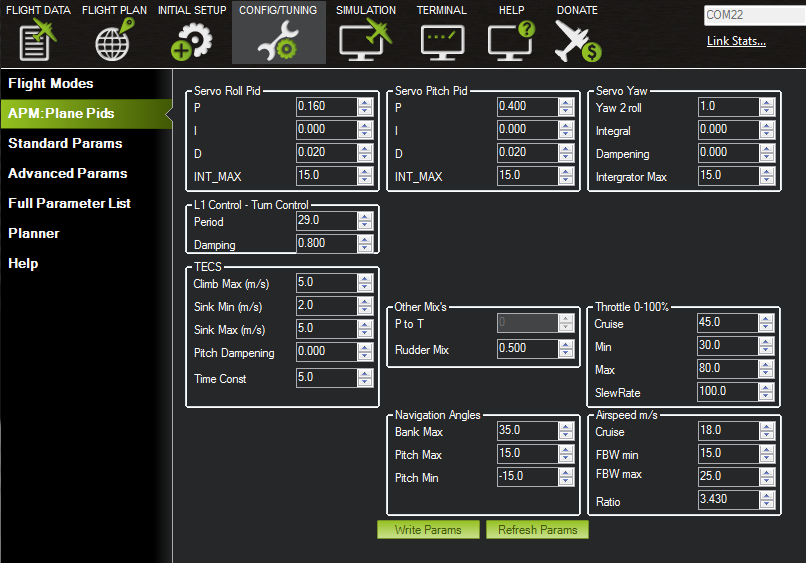 FLIGHT DATA FLIGHT PLAN INITIAL SETUP CONFIG/TUNING SIMULATION TERMINAL HELP DONATE
COM22
Link Stats...
Flight Modes
APM:Plane Pids
Standard Params
Advanced Params
Full Parameter List
Planner
Help
Servo Roll Pid
P 0.160
I 0.000
D 0.020
INT_MAX 15.0
Servo Pitch Pid
P 0.400
I 0.000
D 0.020
INT_MAX 15.0
Servo Yaw
Yaw 2 roll 1.0
Integral 0.000
Dampening 0.000
Intergrator Max 15.0
L1 Control - Turn Control
Period 29.0
Damping 0.800
TECS
Climb Max (m/s) 5.0
Sink Min (m/s) 2.0
Sink Max (m/s) 5.0
Pitch Dampening 0.000
Time Const 5.0
Other Mix's
P to T 0
Rudder Mix 0.500
Throttle 0-100%
Cruise 45.0
Min 30.0
Max 80.0
SlewRate 100.0
Navigation Angles
Bank Max 35.0
Pitch Max 15.0
Pitch Min -15.0
Airspeed m/s
Cruise 18.0
FBW min 15.0
FBW max 25.0
Ratio 3.430
Write Params Refresh Params